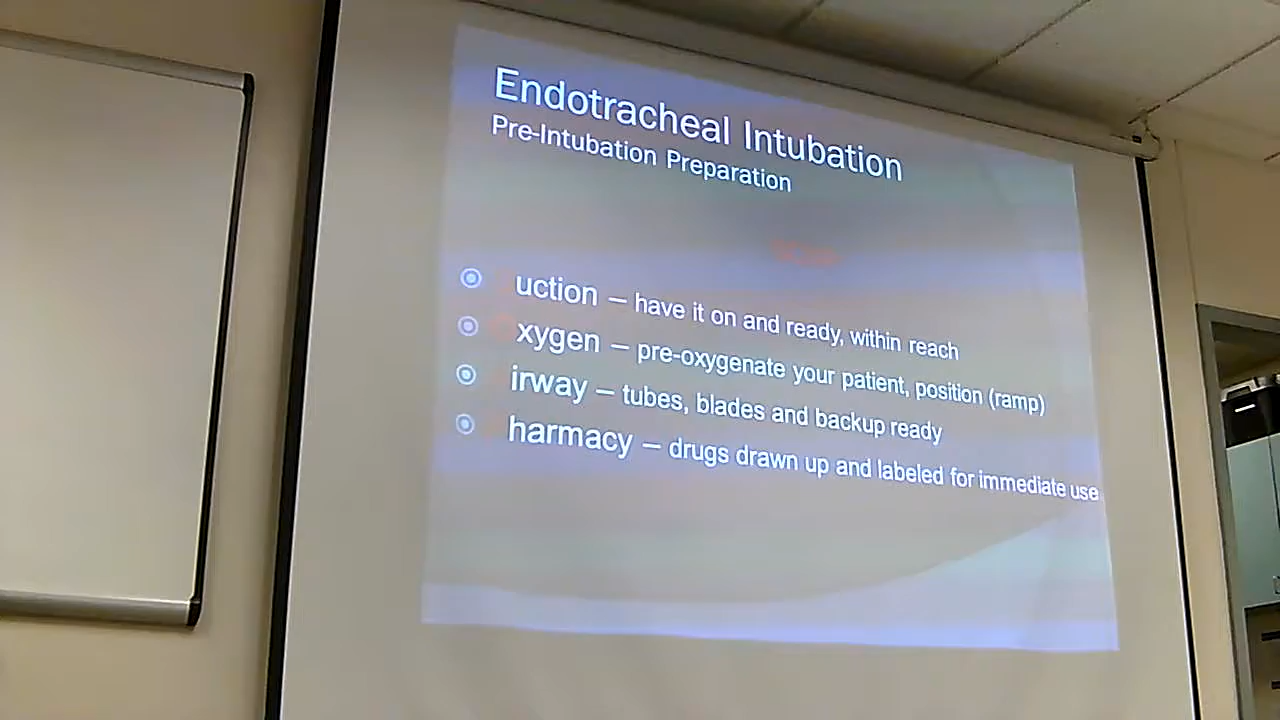 Endotracheal Intubation
Pre-Intubation Preparation
uction – have it on and ready, within reach
xygen – pre-oxygenate your patient, position (ramp)
irway – tubes, blades and backup ready
harmacy – drugs drawn up and labeled for immediate use